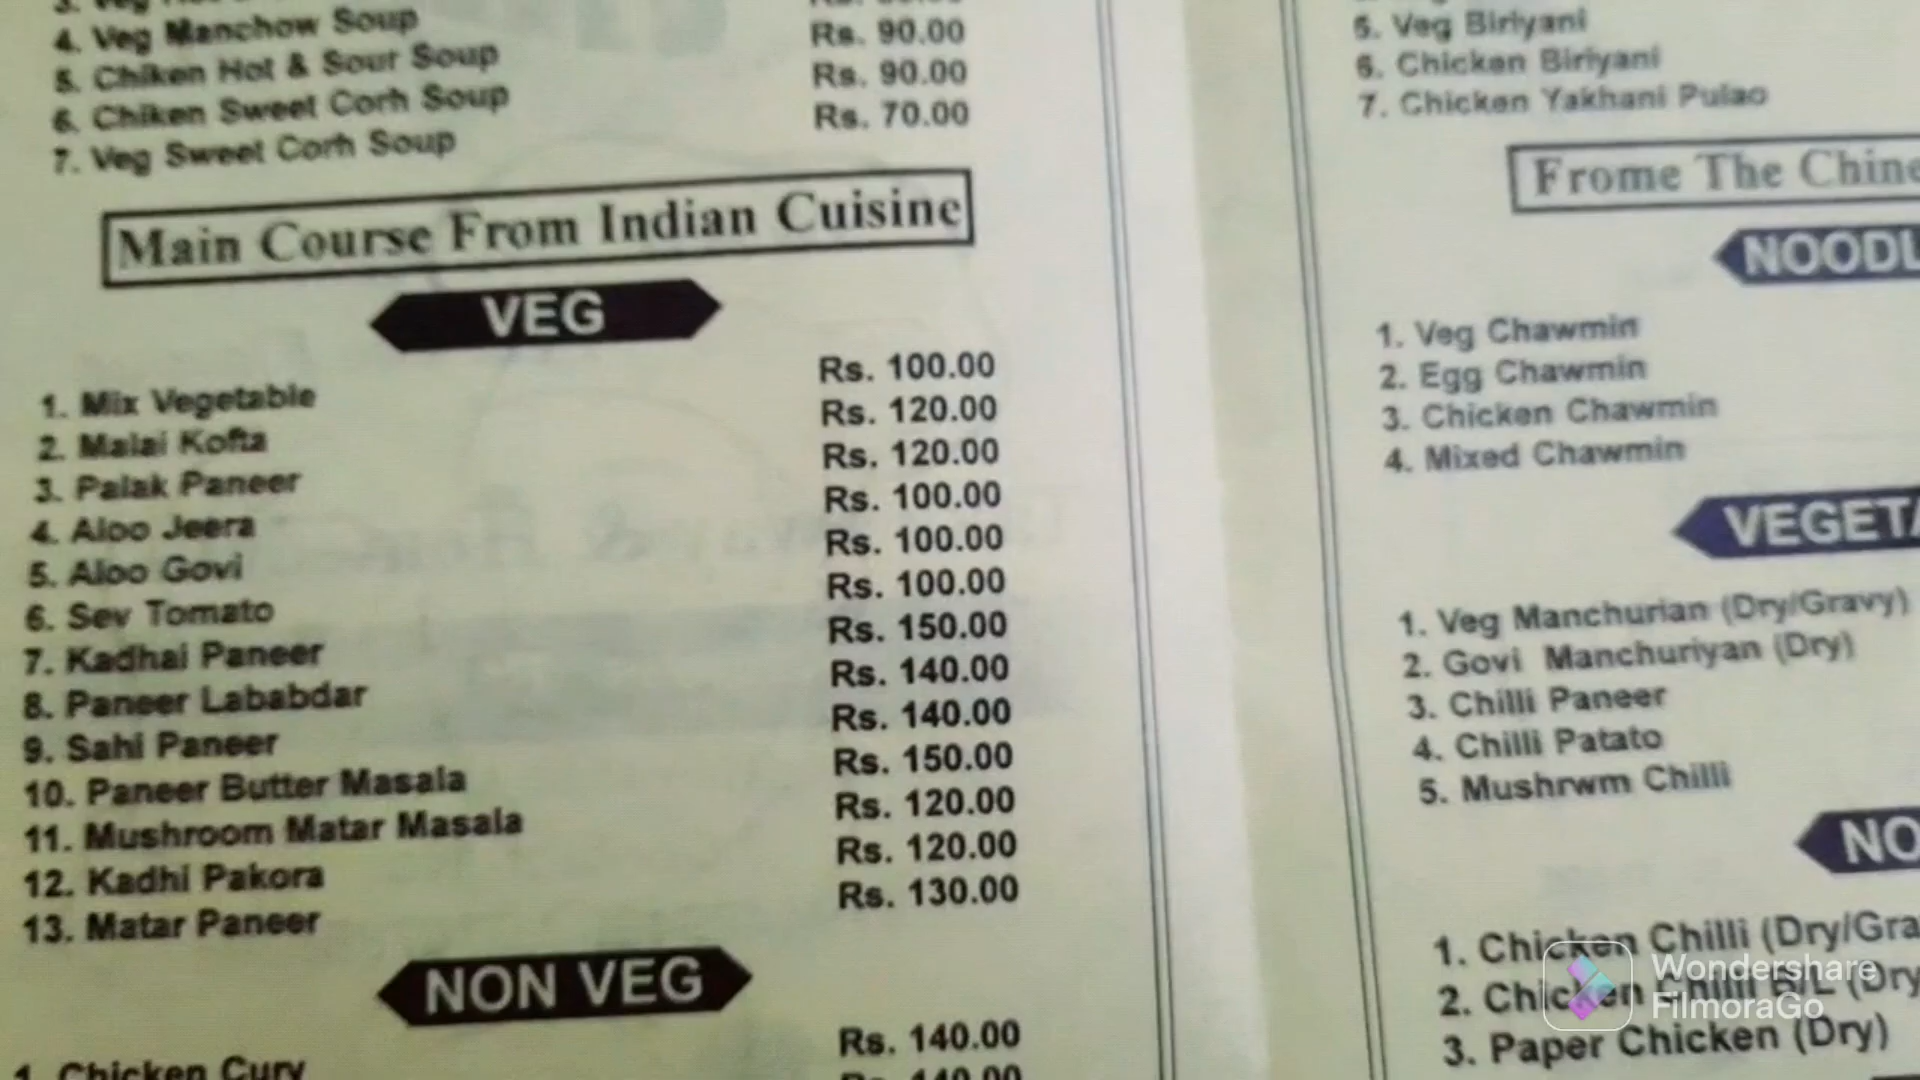 4. Veg Manchow Soup
5. Chiken Hot & Sour Soup Rs. 90.00
6. Chiken Sweet Corh Soup Rs. 90.00
7. Veg Sweet Corh Soup Rs. 70.00
Main Course From Indian Cuisine
VEG
1. Mix Vegetable Rs. 100.00
2. Malai Kofta Rs. 120.00
3. Palak Paneer Rs. 120.00
4. Aloo Jeera Rs. 100.00
5. Aloo Govi Rs. 100.00
6. Sev Tomato Rs. 100.00
7. Kadhai Paneer Rs. 150.00
8. Paneer Lababdar Rs. 140.00
9. Sahi Paneer Rs. 140.00
10. Paneer Butter Masala Rs. 150.00
11. Mushroom Matar Masala Rs. 120.00
12. Kadhi Pakora Rs. 120.00
13. Matar Paneer Rs. 130.00
NON VEG
1. Chicken Cury Rs. 140.00
5. Veg Biriyani
6. Chicken Biriyani
7. Chicken Yakhani Pulao
Frome The Chine
NOODL
1. Veg Chawmin
2. Egg Chawmin
3. Chicken Chawmin
4. Mixed Chawmin
VEGETA
1. Veg Manchurian (Dry/Gravy)
2. Govi Manchuriyan (Dry)
3. Chilli Paneer
4. Chilli Patato
5. Mushrwm Chilli
NO
1. Chicken Chilli (Dry/Gra
2. Chicken Chilli B/L (Dry
3. Paper Chicken (Dry)
Wondershare
FilmoraGo